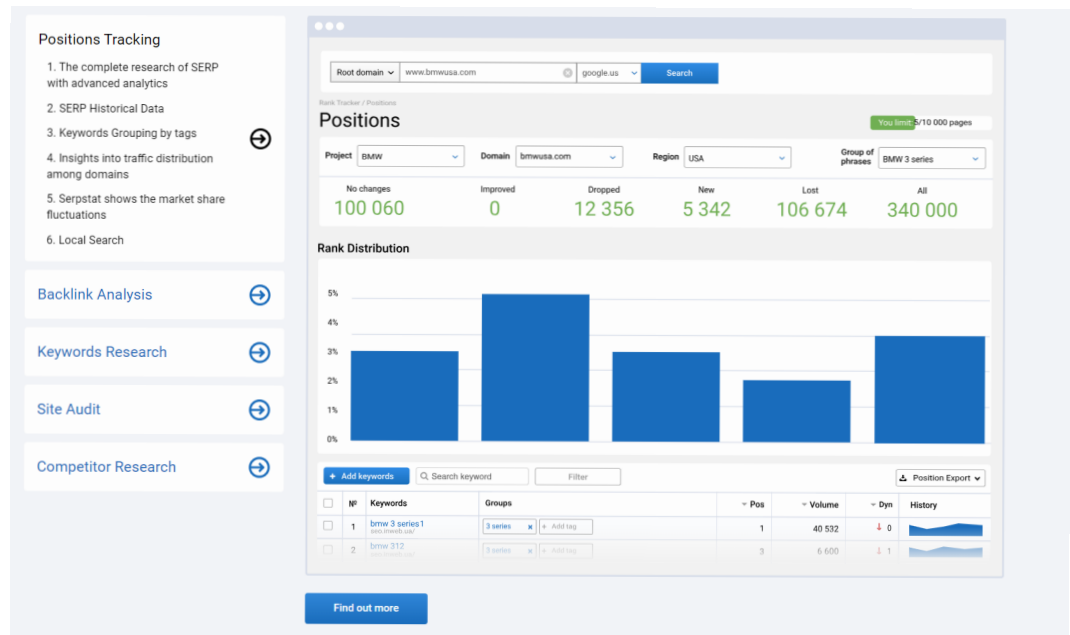 Positions Tracking
1. The complete research of SERP
with advanced analytics
2. SERP Historical Data
3. Keywords Grouping by tags
4. Insights into traffic distribution
among domains
5. Serpstat shows the market share
fluctuations
6. Local Search
Backlink Analysis
Keywords Research
Site Audit
Competitor Research
Root domain www.bmwusa.com google.us Search
Rank Tracker / Positions
Positions
You limit: 5/10 000 pages
Project BMW Domain bmwusa.com Region USA Group of phrases BMW 3 series
No changes Improved Dropped New Lost All
100 060 0 12 356 5 342 106 674 340 000
Rank Distribution
5%
4%
3%
2%
1%
0%
+ Add keywords Search keyword Filter Position Export
№ Keywords Groups Pos Volume Dyn History
1 bmw 3 series1 3 series x + Add tag 1 40 532 0
seo.inweb.ua/
2 bmw 312 3 series x + Add tag 3 6 600 1
seo.inweb.ua/
Find out more